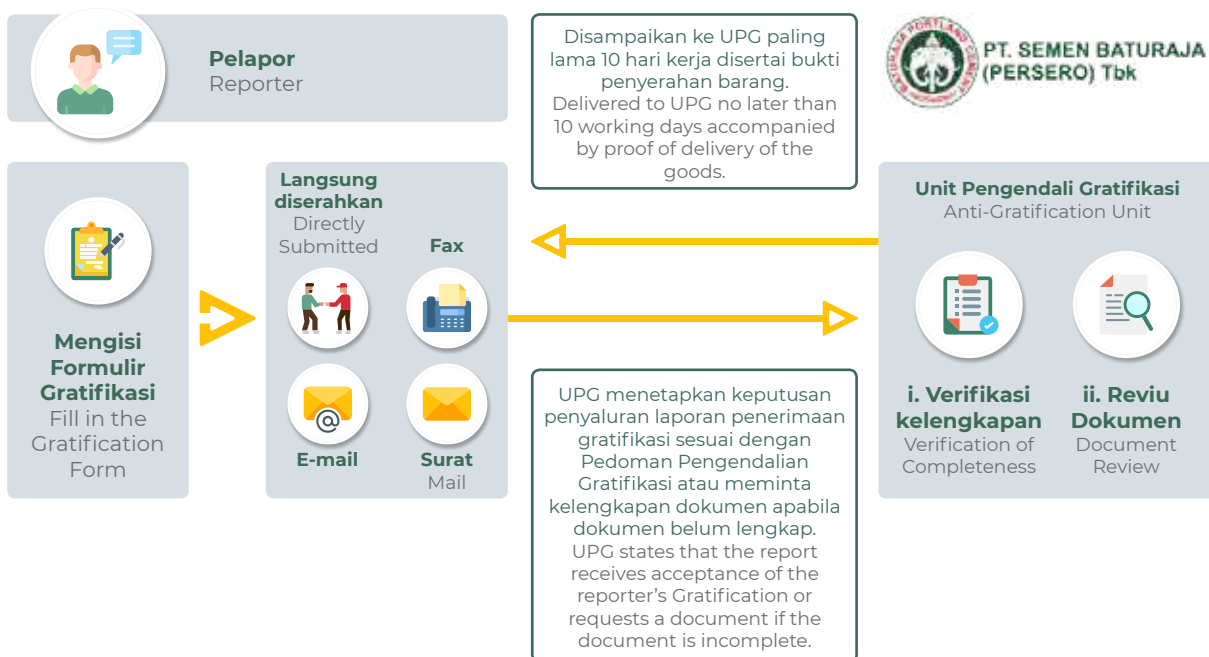 Pelapor
Reporter
Disampaikan ke UPG paling
lama 10 hari kerja disertai bukti
penyerahan barang.
Delivered to UPG no later than
10 working days accompanied
by proof of delivery of the
goods.
BATURAJA PORTLAND CEMENT
PT. SEMEN BATURAJA
(PERSERO) Tbk
Mengisi
Formulir
Gratifikasi
Fill in the
Gratification
Form
Langsung
diserahkan
Directly
Submitted
Fax
@
E-mail
Surat
Mail
Unit Pengendali Gratifikasi
Anti-Gratification Unit
i. Verifikasi
kelengkapan
Verification of
Completeness
ii. Reviu
Dokumen
Document
Review
UPG menetapkan keputusan
penyaluran laporan penerimaan
gratifikasi sesuai dengan
Pedoman Pengendalian
Gratifikasi atau meminta
kelengkapan dokumen apabila
dokumen belum lengkap.
UPG states that the report
receives acceptance of the
reporter’s Gratification or
requests a document if the
document is incomplete.